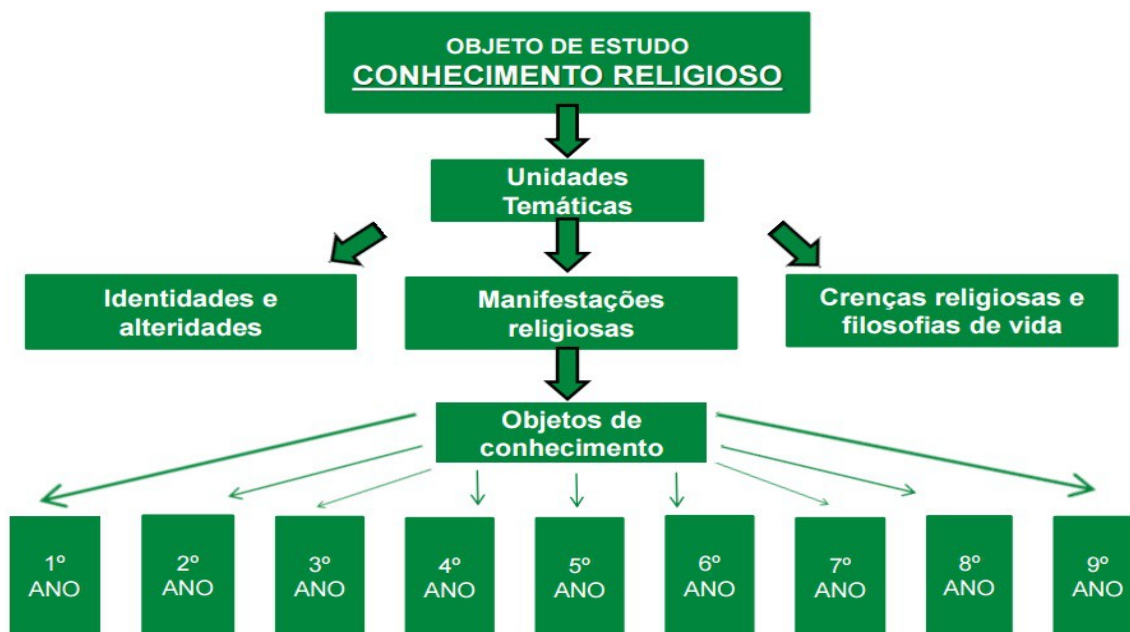 OBJETO DE ESTUDO
CONHECIMENTO RELIGIOSO
Unidades
Temáticas
Identidades e
alteridades
Manifestações
religiosas
Crenças religiosas e
filosofias de vida
Objetos de
conhecimento
1º
ANO
2º
ANO
3º
ANO
4º
ANO
5º
ANO
6º
ANO
7º
ANO
8º
ANO
9º
ANO